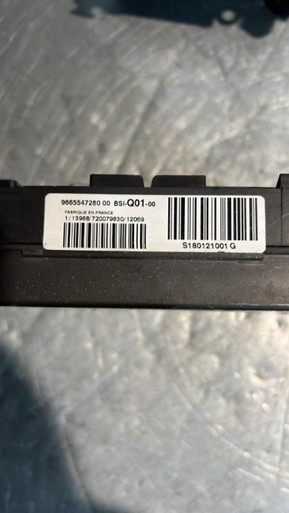 9665547280 00 BSI-Q01-00
FABRIQUE EN FRANCE
1/13968/72007983G/12069
S180121001 G